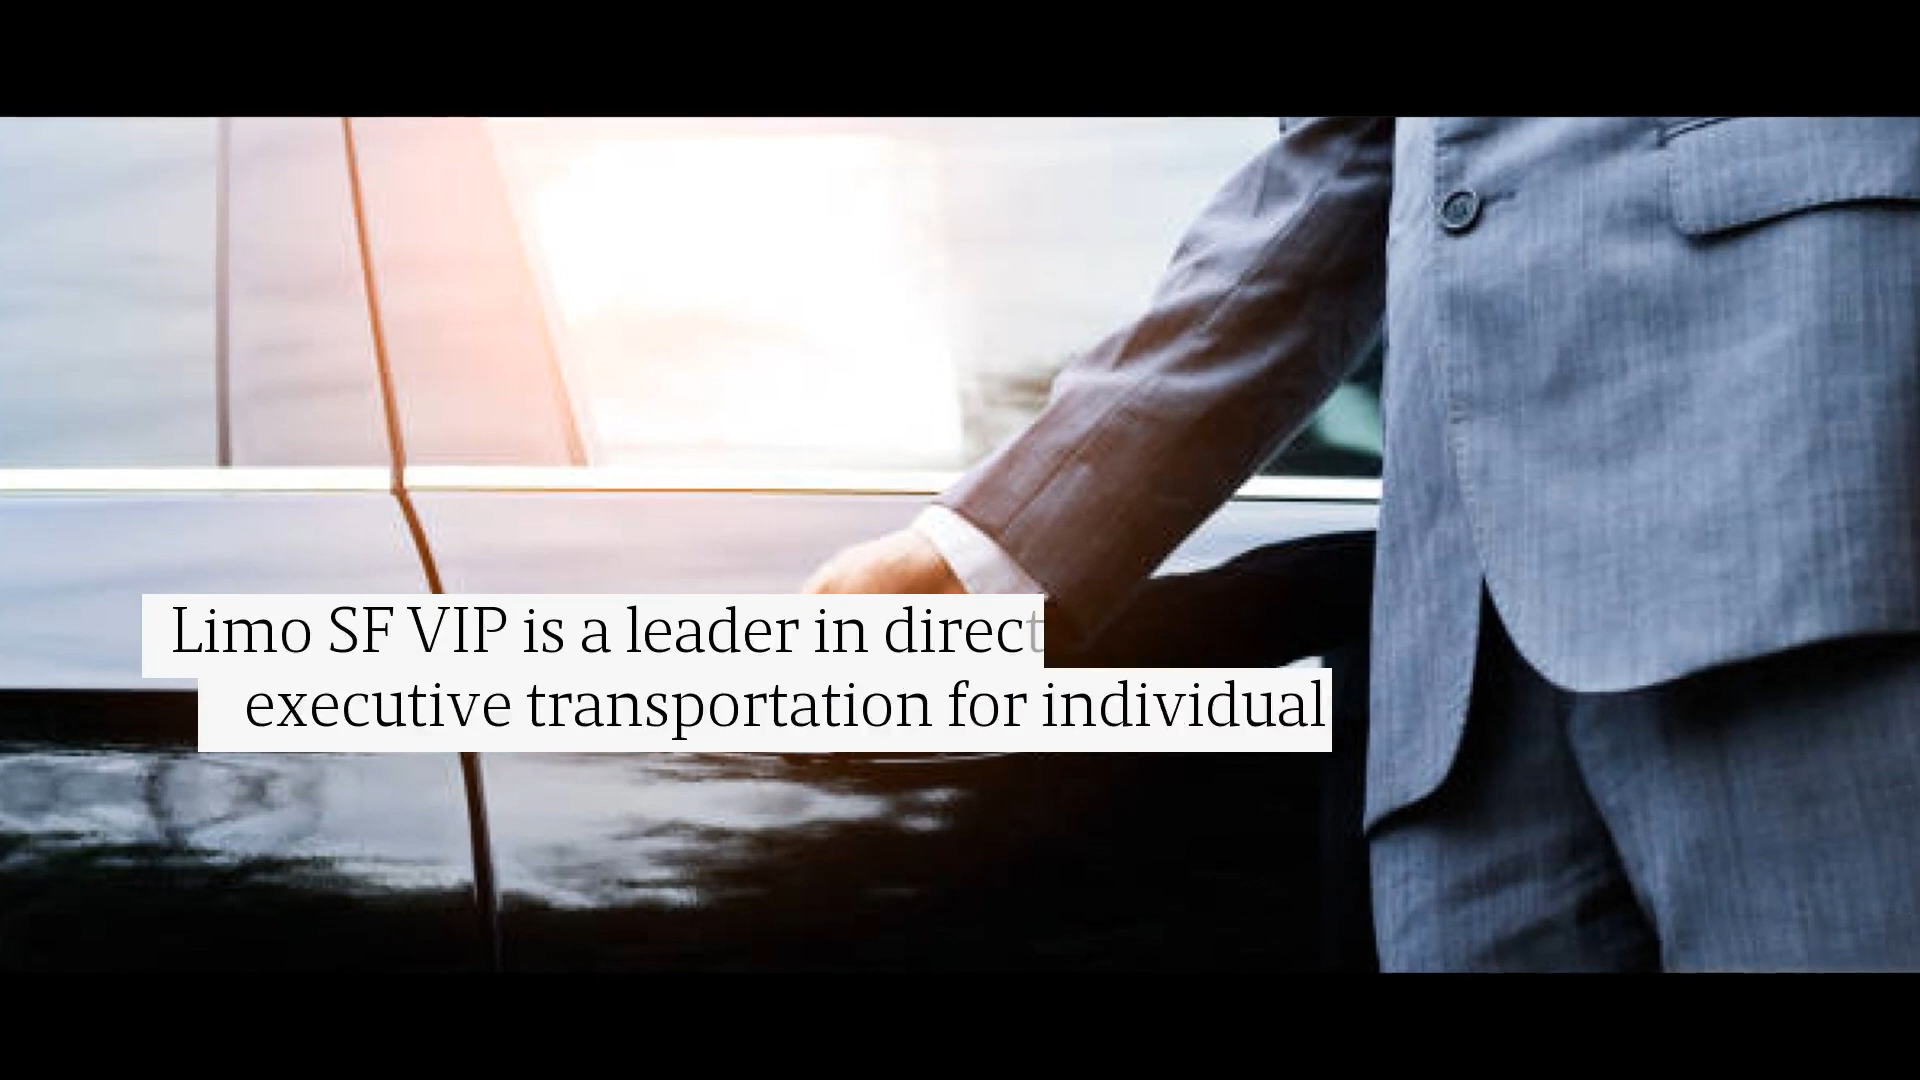 Limo SF VIP is a leader in direct
executive transportation for individual